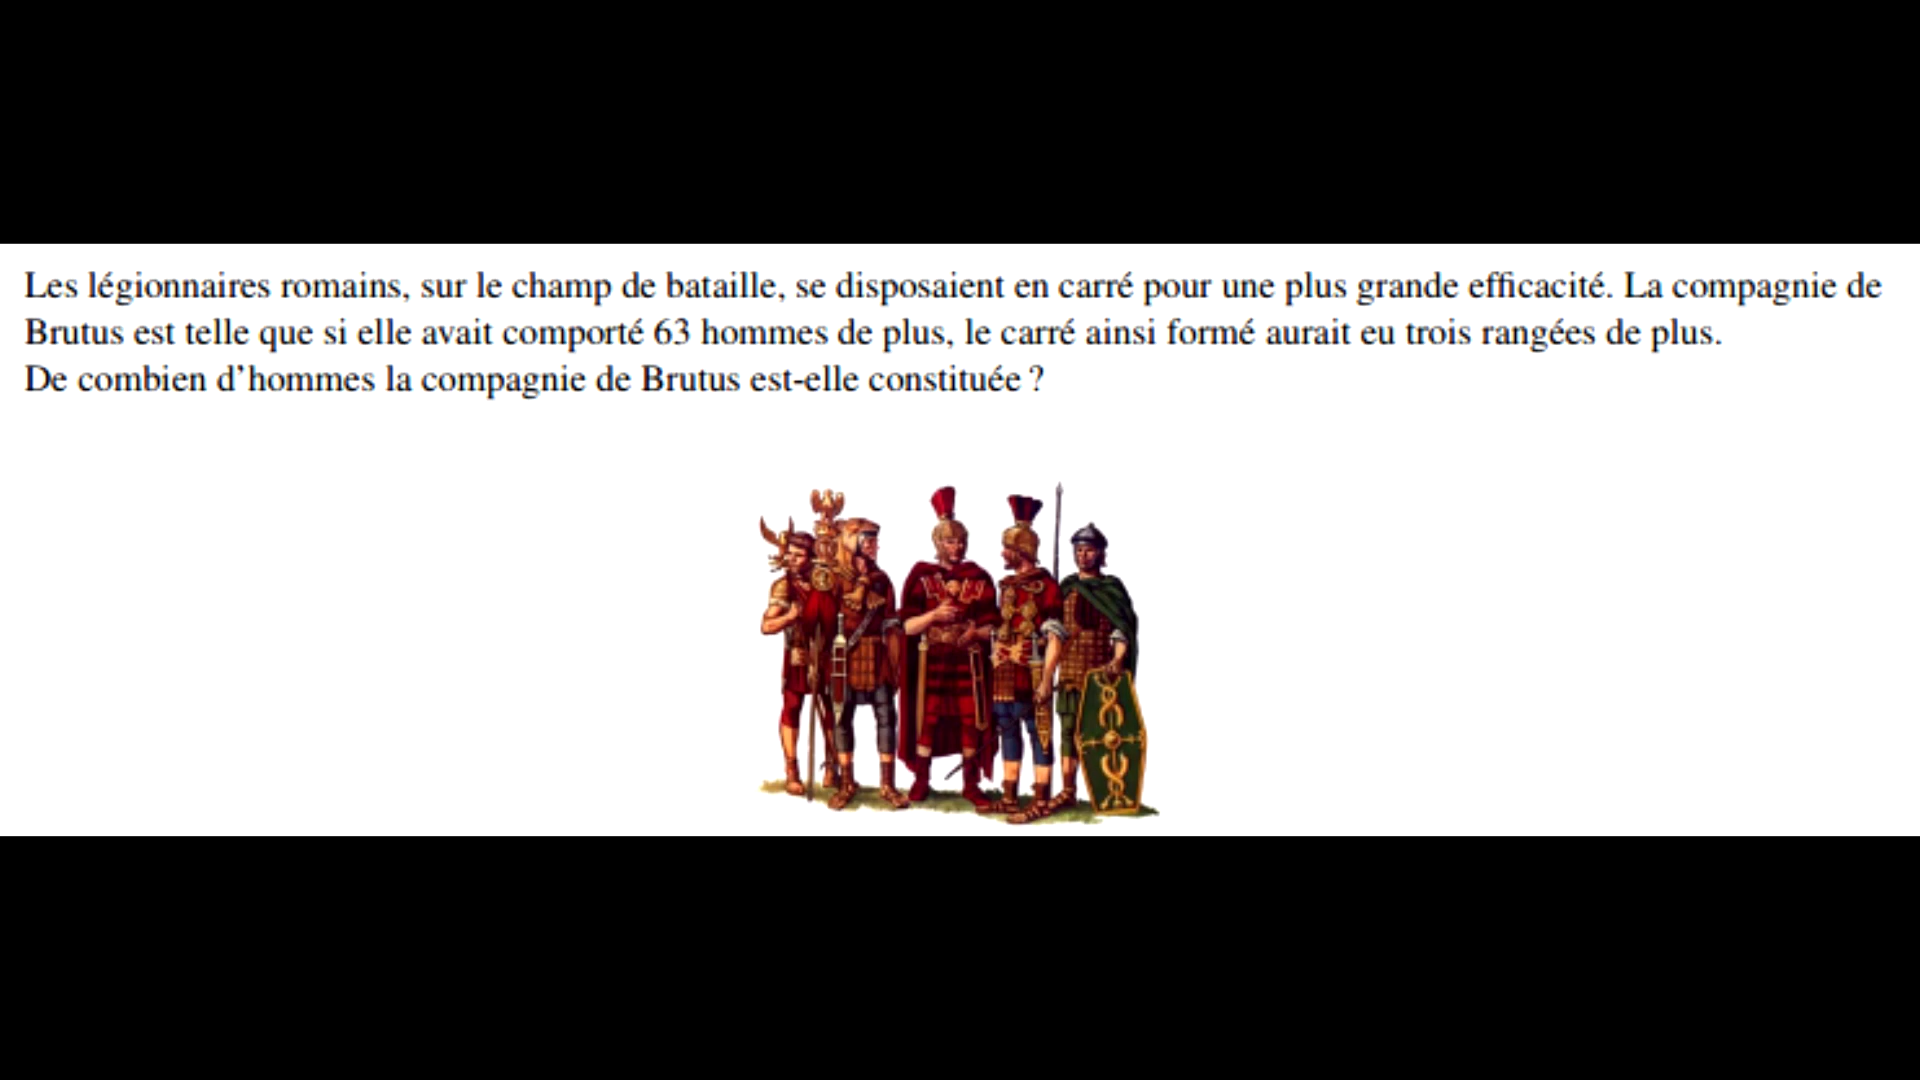 Les légionnaires romains, sur le champ de bataille, se disposaient en carré pour une plus grande efficacité. La compagnie de
Brutus est telle que si elle avait comporté 63 hommes de plus, le carré ainsi formé aurait eu trois rangées de plus.
De combien d'hommes la compagnie de Brutus est-elle constituée ?